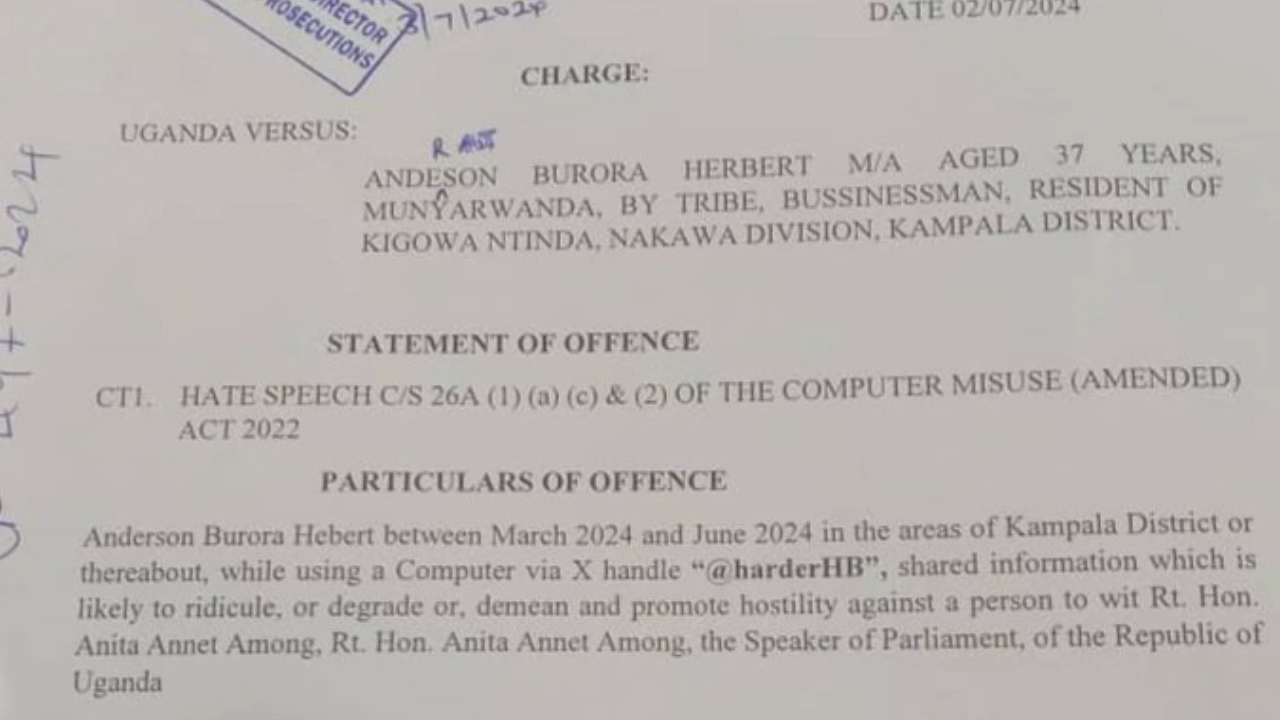 DIRECTOR
3/7/2024
DATE 02/07/2024
CHARGE:
UGANDA VERSUS:
R
ANDESON BURORA HERBERT M/A AGED 37 YEARS,
MUNYARWANDA, BY TRIBE, BUSSINESSMAN, RESIDENT OF
KIGOWA NTINDA, NAKAWA DIVISION, KAMPALA DISTRICT.
STATEMENT OF OFFENCE
CT1. HATE SPEECH C/S 26A (1) (a) (c) & (2) OF THE COMPUTER MISUSE (AMENDED)
ACT 2022
PARTICULARS OF OFFENCE
Anderson Burora Hebert between March 2024 and June 2024 in the areas of Kampala District or
thereabout, while using a Computer via X handle “@harderHB”, shared information which is
likely to ridicule, or degrade or, demean and promote hostility against a person to wit Rt. Hon.
Anita Annet Among, Rt. Hon. Anita Annet Among, the Speaker of Parliament, of the Republic of
Uganda